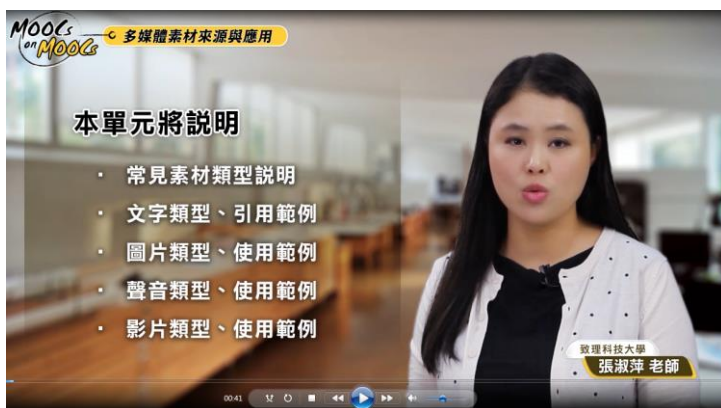 MOOCs
on MOOCs
多媒體素材來源與應用
本單元將説明
· 常見素材類型説明
· 文字類型、引用範例
· 圖片類型、使用範例
· 聲音類型、使用範例
· 影片類型、使用範例
致理科技大學
張淑萍 老師
00:41